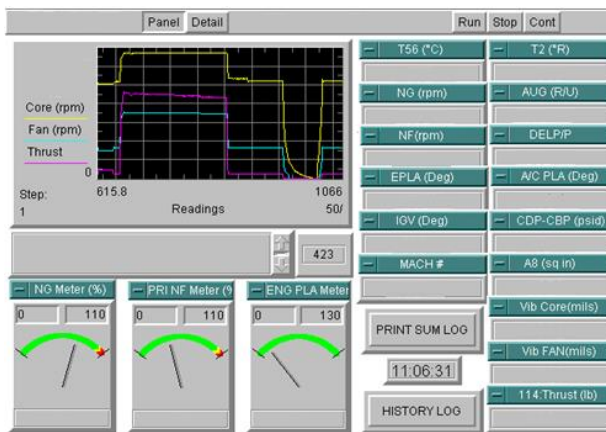 Panel Detail Run Stop Cont
T56 (°C) T2 (°R)
NG (rpm) AUG (R/U)
NF(rpm) DELP/P
EPLA (Deg) A/C PLA (Deg)
IGV (Deg) CDP-CBP (psid)
MACH # A8 (sq in)
Vib Core(mils)
Vib FAN(mils)
114:Thrust (lb)
Core (rpm)
Fan (rpm)
Thrust
0
Step: 615.8 1066
1 Readings 50/
423
NG Meter (%) PRI NF Meter (% ENG PLA Meter
0 110 0 110 0 130
PRINT SUM LOG
11:06:31
HISTORY LOG